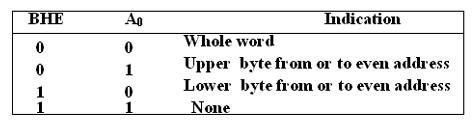 BHE A0 Indication
0 0 Whole word
0 1 Upper byte from or to even address
1 0 Lower byte from or to even address
1 1 None